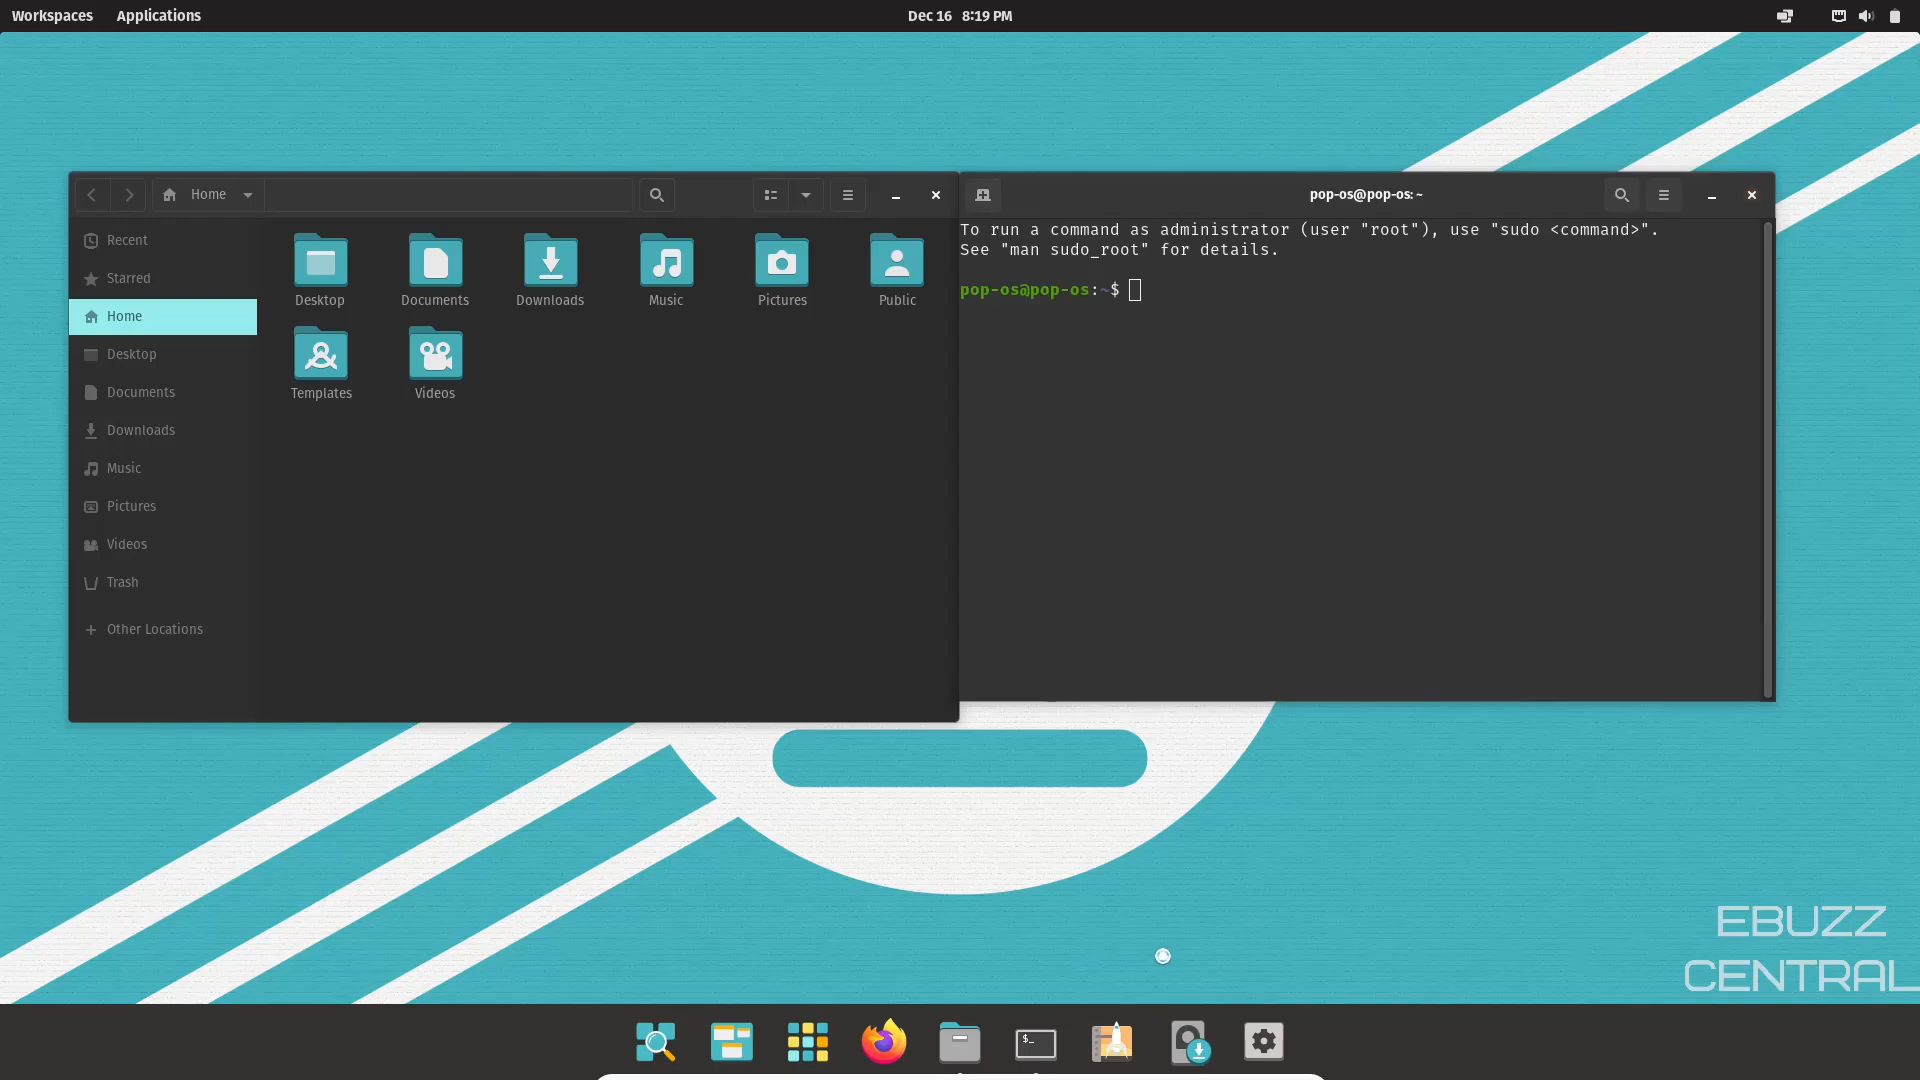 Workspaces Applications Dec 16 8:19 PM
Home
Recent
Starred
Home
Desktop
Documents
Downloads
Music
Pictures
Videos
Trash
Other Locations
Desktop Documents Downloads Music Pictures Public
Templates Videos
pop-os@pop-os: ~
To run a command as administrator (user "root"), use "sudo <command>".
See "man sudo_root" for details.
pop-os@pop-os:~$
EBUZZ
CENTRAL
$_